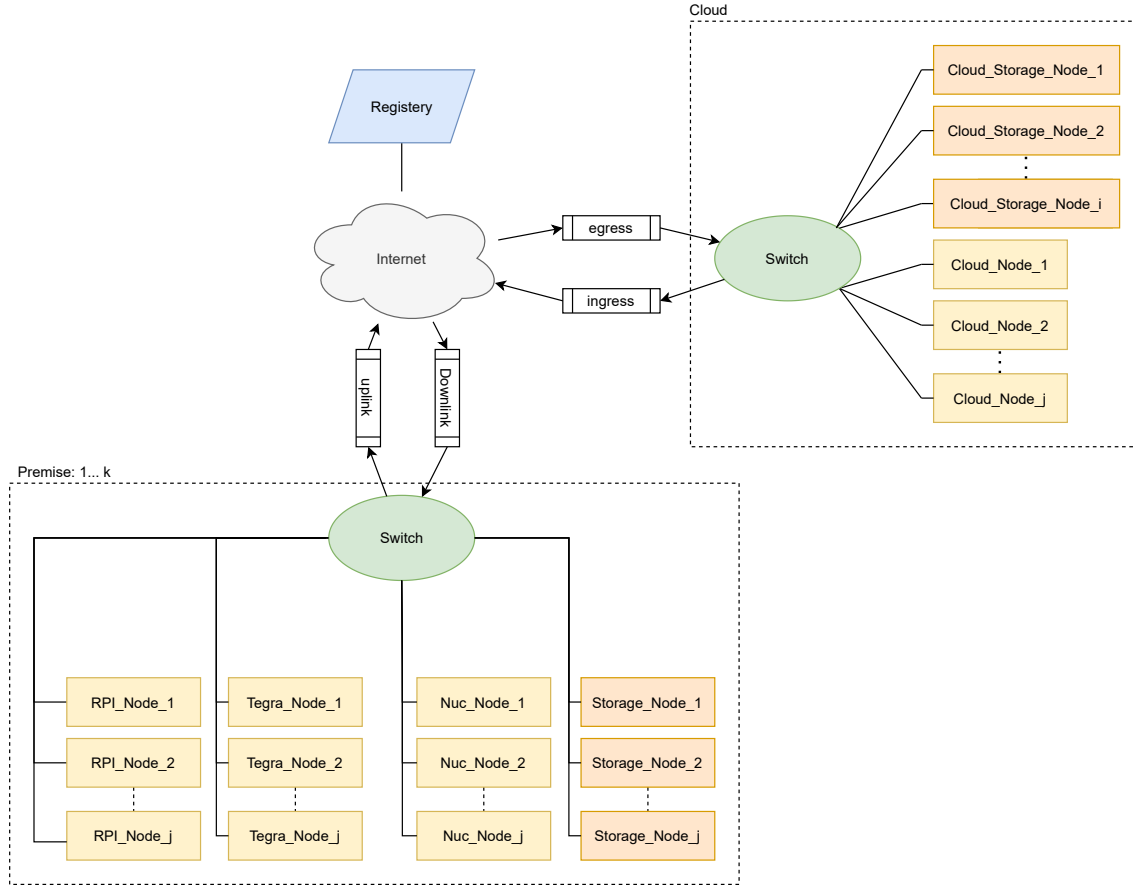 Cloud
Cloud_Storage_Node_1
Registery
Cloud_Storage_Node_2
Cloud_Storage_Node_i
egress
Internet
Switch
Cloud_Node_1
ingress
Cloud_Node_2
uplink
Downlink
Cloud_Node_j
Premise: 1... k
Switch
RPI_Node_1
Tegra_Node_1
Nuc_Node_1
Storage_Node_1
RPI_Node_2
Tegra_Node_2
Nuc_Node_2
Storage_Node_2
RPI_Node_j
Tegra_Node_j
Nuc_Node_j
Storage_Node_j